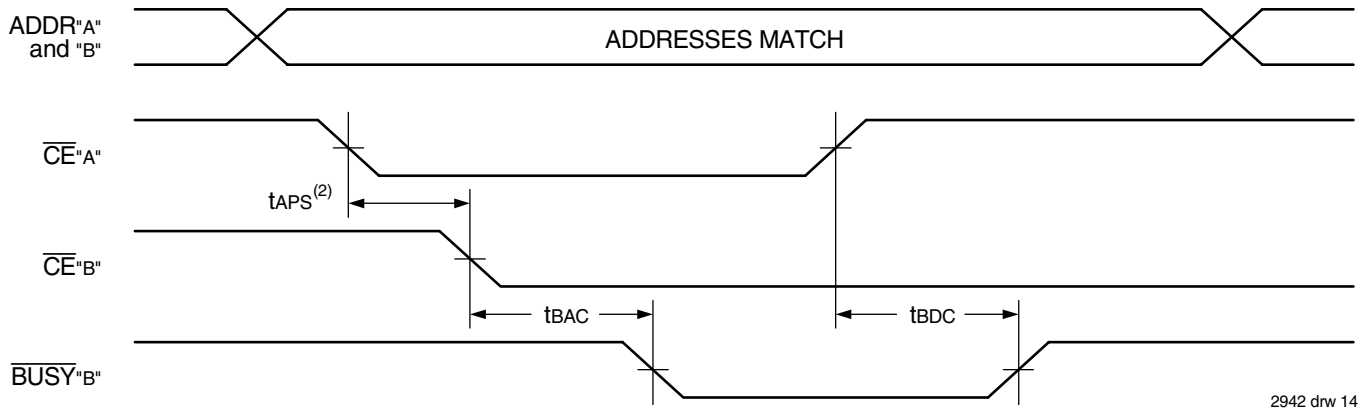 ADDR"A"
and "B"
ADDRESSES MATCH
CE"A"
tAPS(2)
CE"B"
tBAC
tBDC
BUSY"B"
2942 drw 14